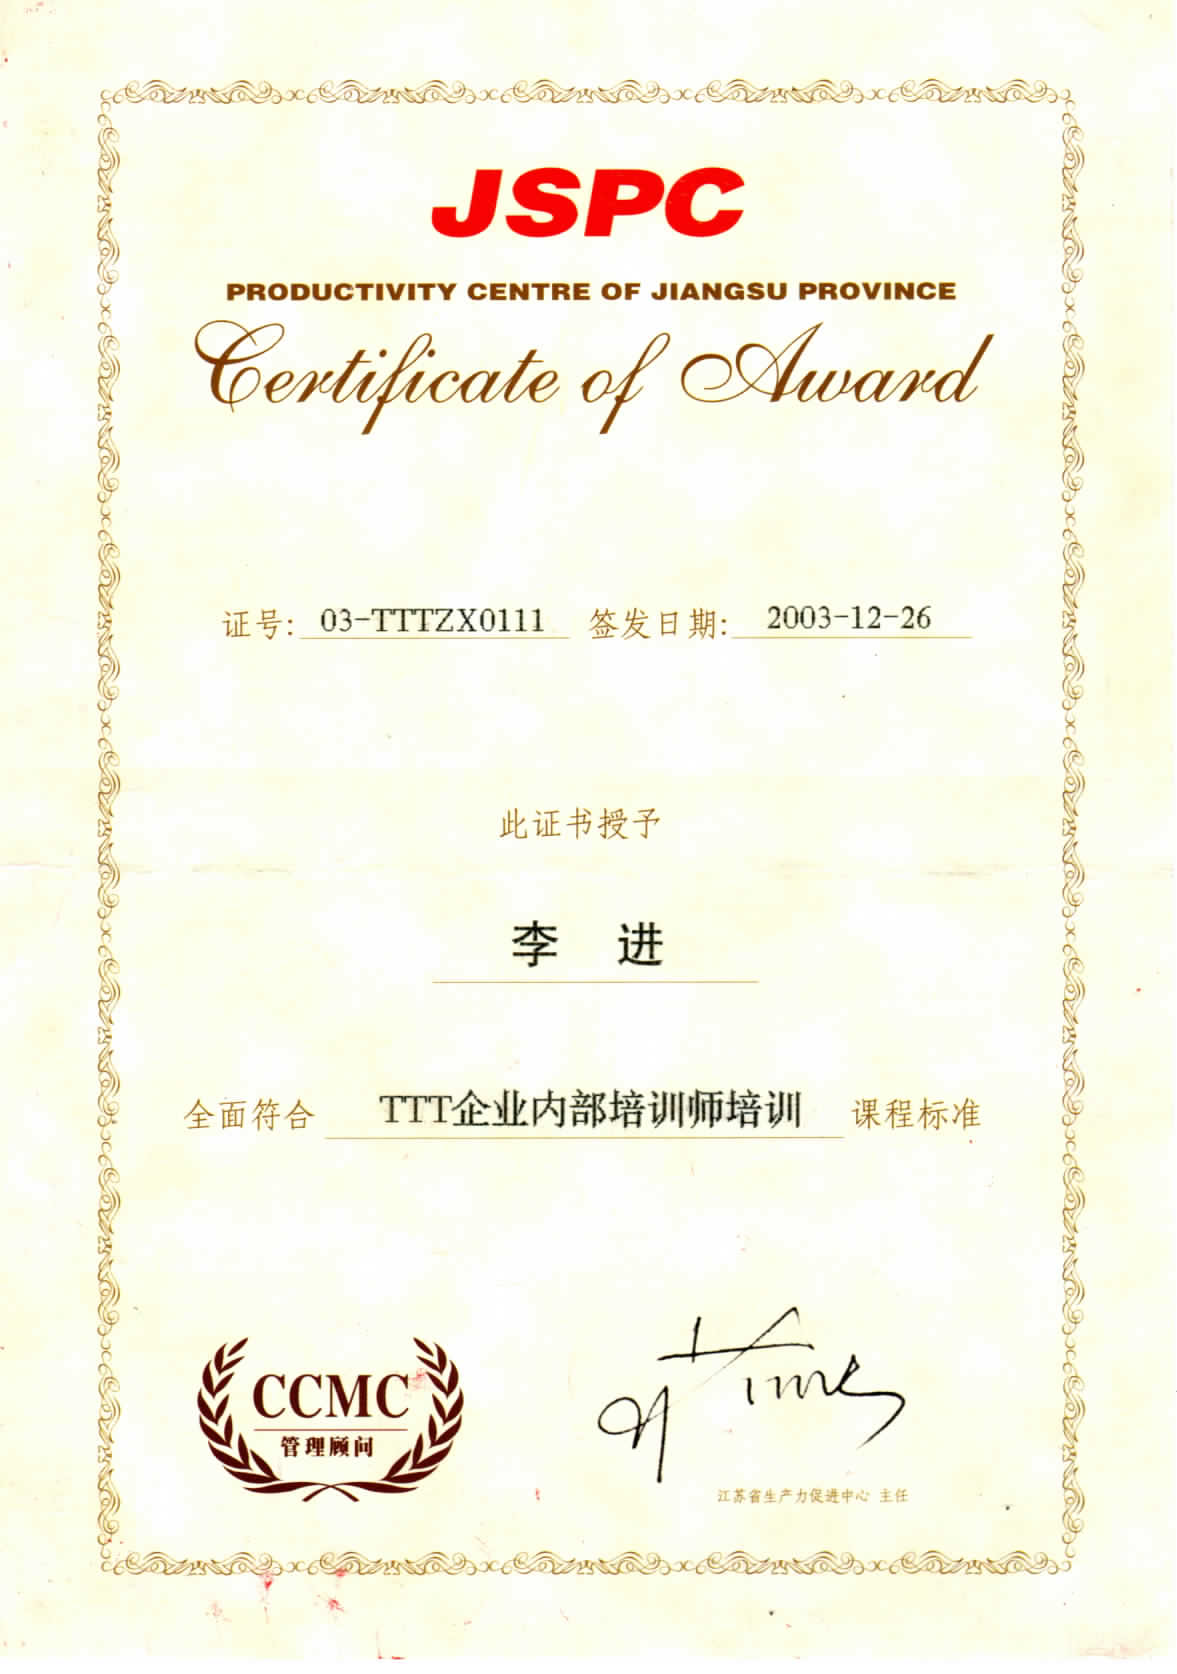 JSPC
PRODUCTIVITY CENTRE OF JIANGSU PROVINCE
Certificate of Award
证号: 03-TTTZX0111 签发日期: 2003-12-26
此证书授予
李 进
全面符合 TTT企业内部培训师培训 课程标准
CCMC
管理顾问
江苏省生产力促进中心 主任